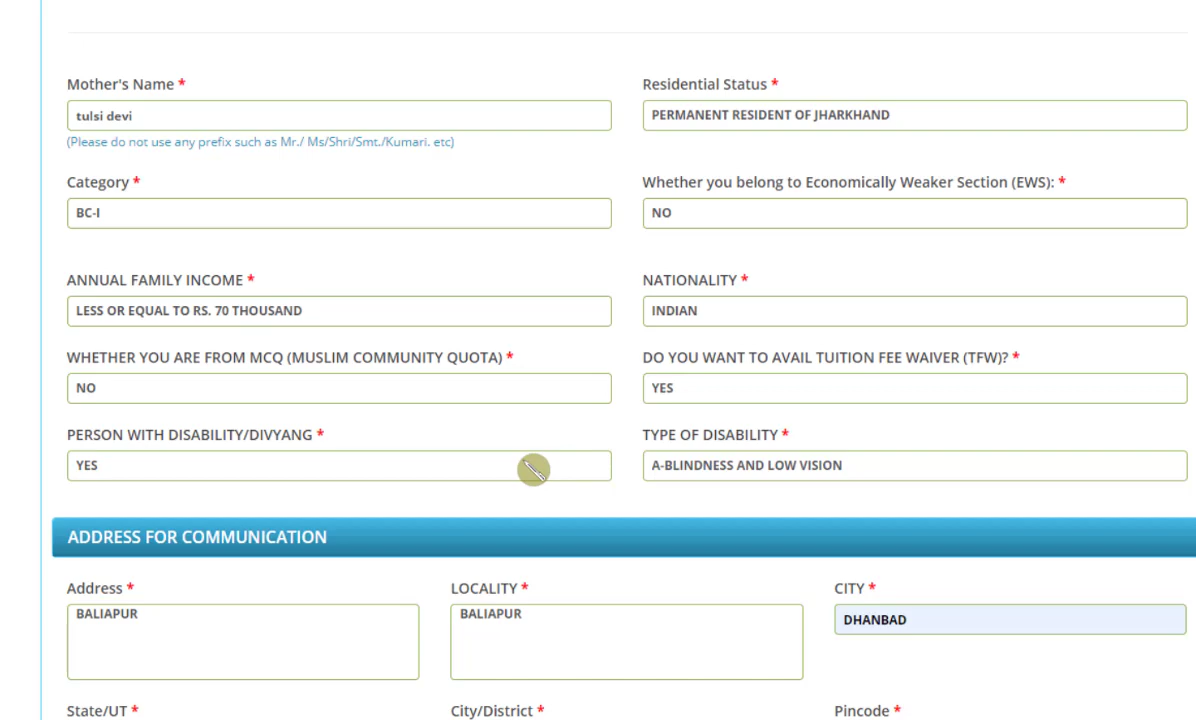 Mother's Name * Residential Status *
tulsi devi PERMANENT RESIDENT OF JHARKHAND
(Please do not use any prefix such as Mr./ Ms/Shri/Smt./Kumari. etc)
Category * Whether you belong to Economically Weaker Section (EWS): *
BC-I NO
ANNUAL FAMILY INCOME * NATIONALITY *
LESS OR EQUAL TO RS. 70 THOUSAND INDIAN
WHETHER YOU ARE FROM MCQ (MUSLIM COMMUNITY QUOTA) * DO YOU WANT TO AVAIL TUITION FEE WAIVER (TFW)? *
NO YES
PERSON WITH DISABILITY/DIVYANG * TYPE OF DISABILITY *
YES A-BLINDNESS AND LOW VISION
ADDRESS FOR COMMUNICATION
Address * LOCALITY * CITY *
BALIAPUR BALIAPUR DHANBAD
State/UT * City/District * Pincode *